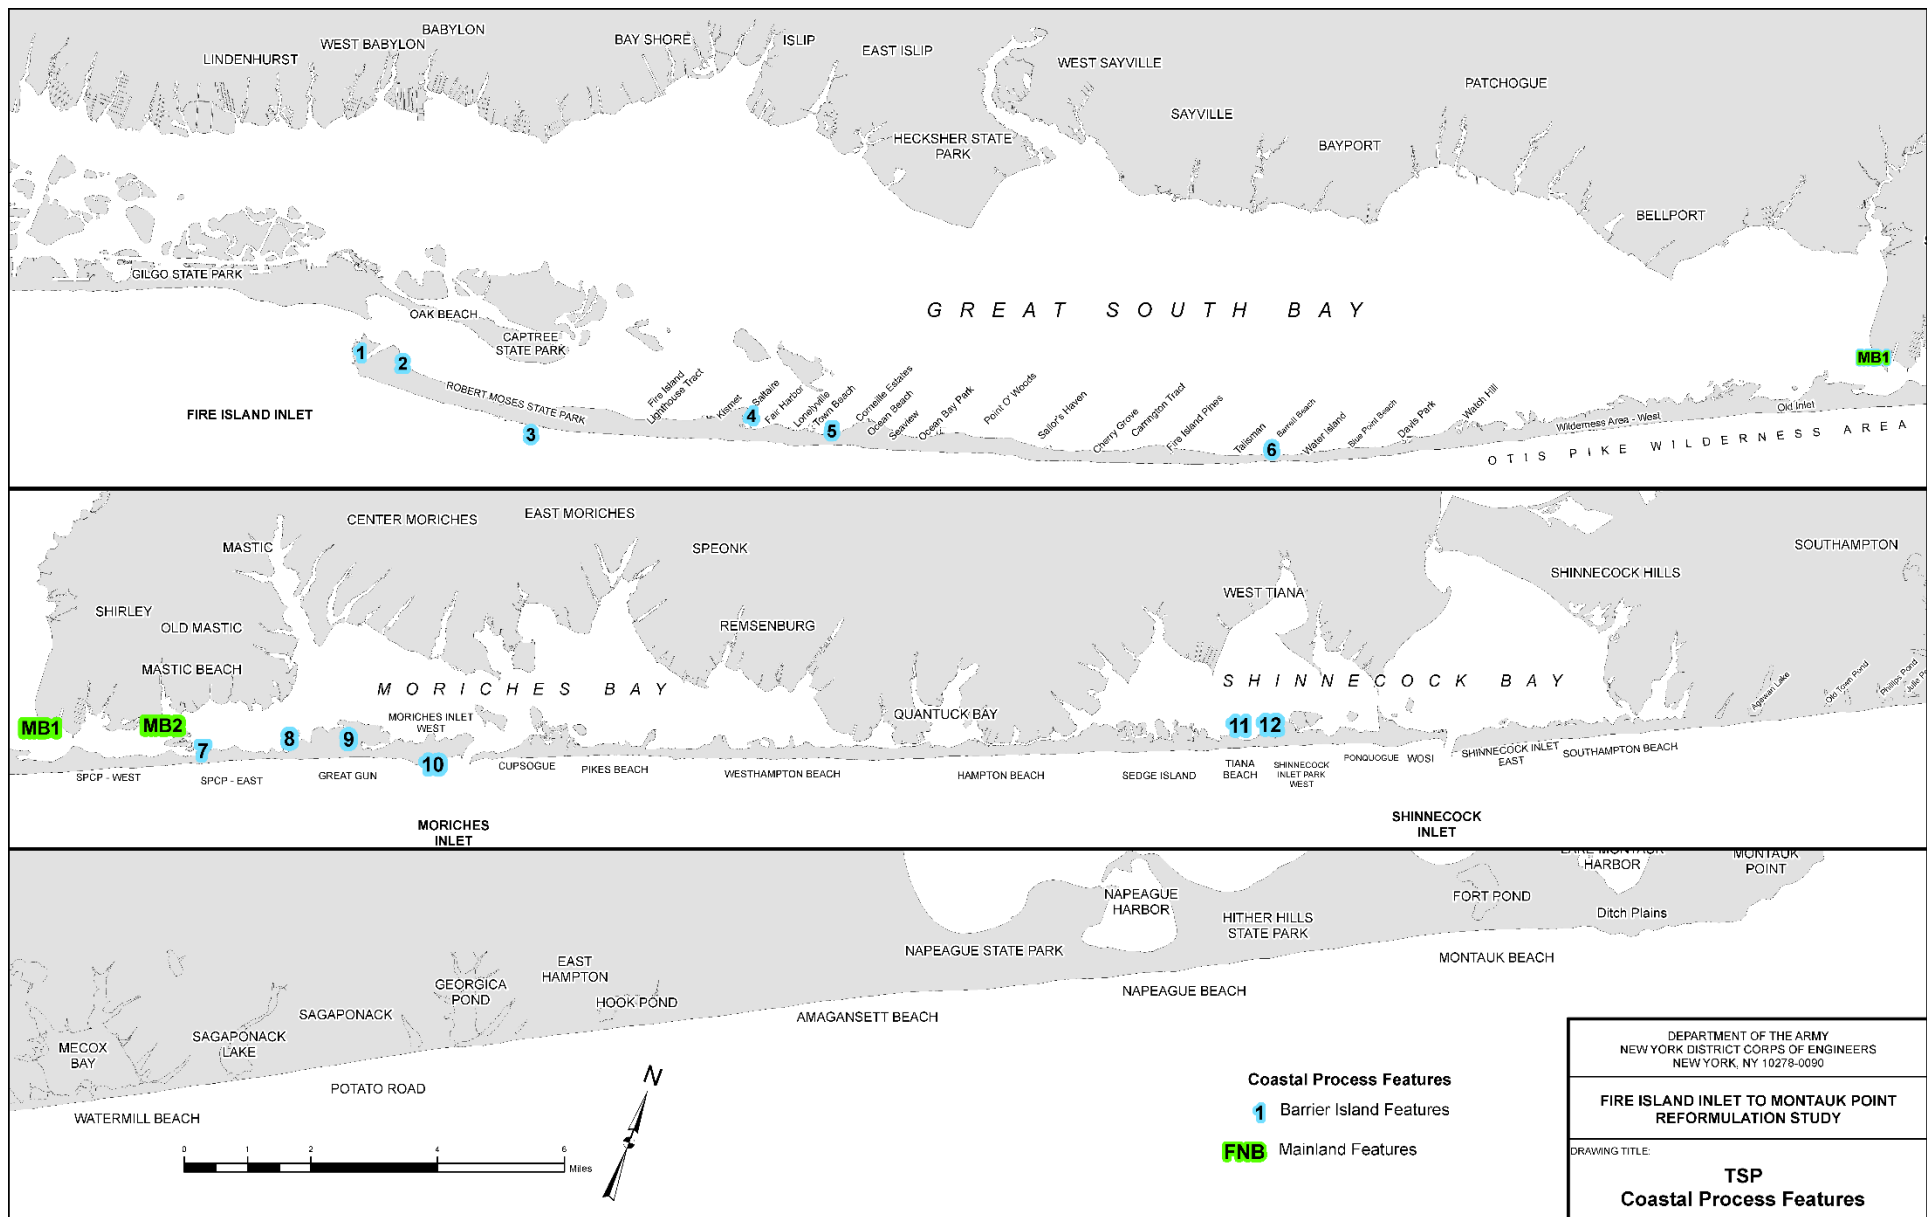 LINDENHURST
WEST BABYLON
BABYLON
BAY SHORE
ISLIP
EAST ISLIP
HECKSHER STATE
PARK
WEST SAYVILLE
SAYVILLE
BAYPORT
PATCHOGUE
BELLPORT
GILGO STATE PARK
OAK BEACH
CAPTREE
STATE PARK
GREAT SOUTH BAY
1
2
ROBERT MOSES STATE PARK
3
FIRE ISLAND INLET
Fire Island
Lighthouse Tract
Kismet
4
Saltaire
Fair Harbor
Lonelyville
Town Beach
5
Corneille Estates
Ocean Beach
Seaview
Ocean Bay Park
Point O' Woods
Sailor's Haven
Cherry Grove
Carrington Tract
Fire Island Pines
Talisman
6
Barrett Beach
Water Island
Blue Point Beach
Davis Park
Watch Hill
Wilderness Area - West
Old Inlet
OTIS PIKE WILDERNESS AREA
MB1
CENTER MORICHES
EAST MORICHES
MASTIC
SPEONK
SHIRLEY
OLD MASTIC
MASTIC BEACH
REMSENBURG
WEST TIANA
SHINNECOCK HILLS
SOUTHAMPTON
MORICHES BAY
SHINNECOCK BAY
QUANTUCK BAY
Agawan Lake
Old Town Pond
Phillips Pond
MB1
MB2
7
8
9
MORICHES INLET
WEST
10
11
12
SPCP - WEST
SPCP - EAST
GREAT GUN
CUPSOGUE
PIKES BEACH
WESTHAMPTON BEACH
HAMPTON BEACH
SEDGE ISLAND
TIANA
BEACH
SHINNECOCK
INLET PARK
WEST
PONQUOGUE
WOSI
SHINNECOCK INLET
EAST
SOUTHAMPTON BEACH
MORICHES
INLET
SHINNECOCK
INLET
LAKE MONTAUK
HARBOR
MONTAUK
POINT
NAPEAGUE
HARBOR
FORT POND
HITHER HILLS
STATE PARK
Ditch Plains
NAPEAGUE STATE PARK
MONTAUK BEACH
NAPEAGUE BEACH
AMAGANSETT BEACH
EAST
HAMPTON
GEORGICA
POND
HOOK POND
SAGAPONACK
SAGAPONACK
LAKE
MECOX
BAY
POTATO ROAD
WATERMILL BEACH
N
0 1 2 4 6
Miles
Coastal Process Features
1 Barrier Island Features
FNB Mainland Features
DEPARTMENT OF THE ARMY
NEW YORK DISTRICT CORPS OF ENGINEERS
NEW YORK, NY 10278-0090
FIRE ISLAND INLET TO MONTAUK POINT
REFORMULATION STUDY
DRAWING TITLE:
TSP
Coastal Process Features